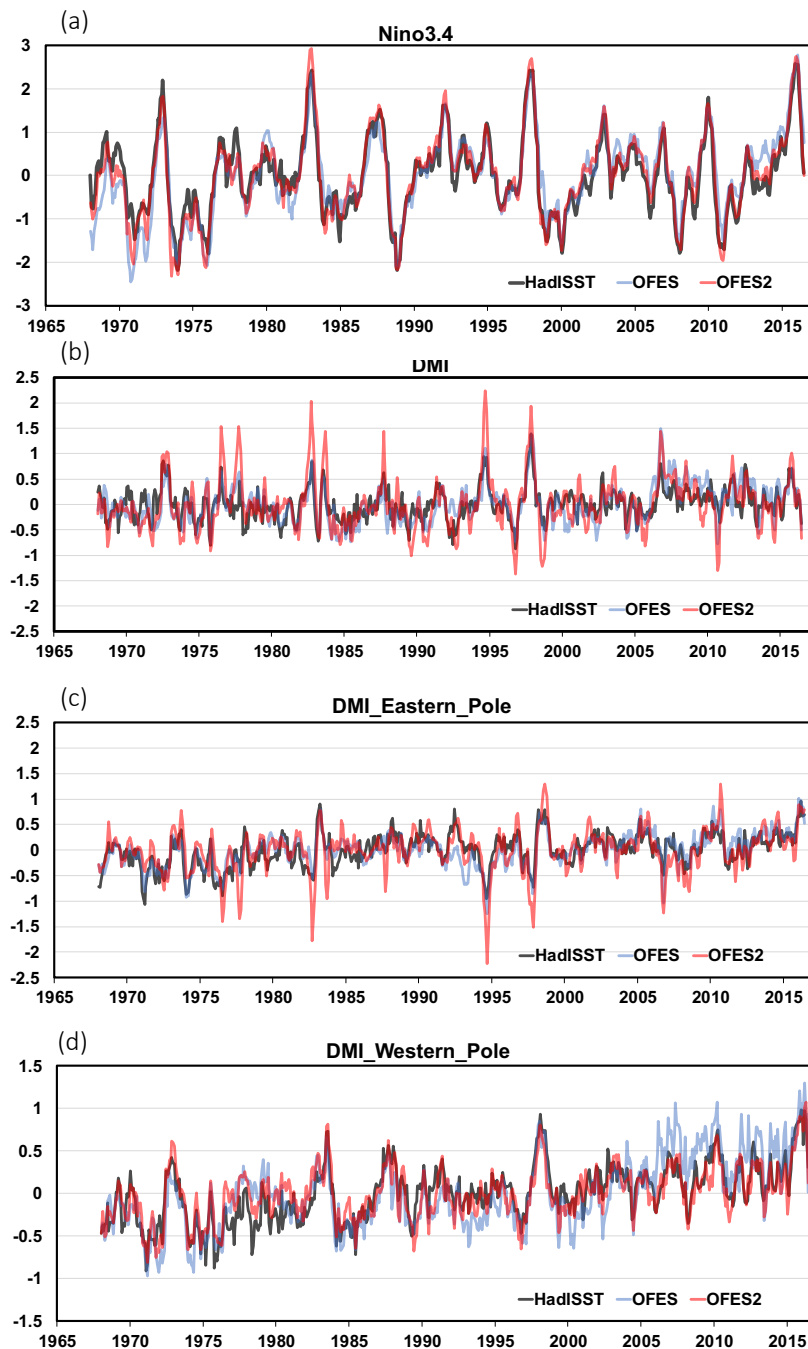 (a)
Nino3.4
3
2
1
0
-1
-2
-3
HadISST OFES OFES2
1965 1970 1975 1980 1985 1990 1995 2000 2005 2010 2015
(b)
DMI
2.5
2
1.5
1
0.5
0
-0.5
-1
-1.5
-2
-2.5
HadISST OFES OFES2
1965 1970 1975 1980 1985 1990 1995 2000 2005 2010 2015
(c)
DMI_Eastern_Pole
2.5
2
1.5
1
0.5
0
-0.5
-1
-1.5
-2
-2.5
HadISST OFES OFES2
1965 1970 1975 1980 1985 1990 1995 2000 2005 2010 2015
(d)
DMI_Western_Pole
1.5
1
0.5
0
-0.5
-1
-1.5
HadISST OFES OFES2
1965 1970 1975 1980 1985 1990 1995 2000 2005 2010 2015